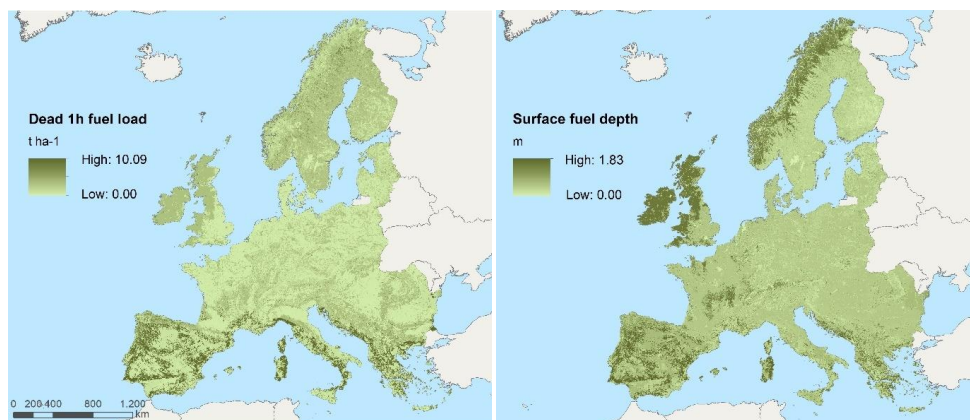 Dead 1h fuel load
t ha-1
High: 10.09
Low: 0.00
0 200 400 800 1.200
km
Surface fuel depth
m
High: 1.83
Low: 0.00